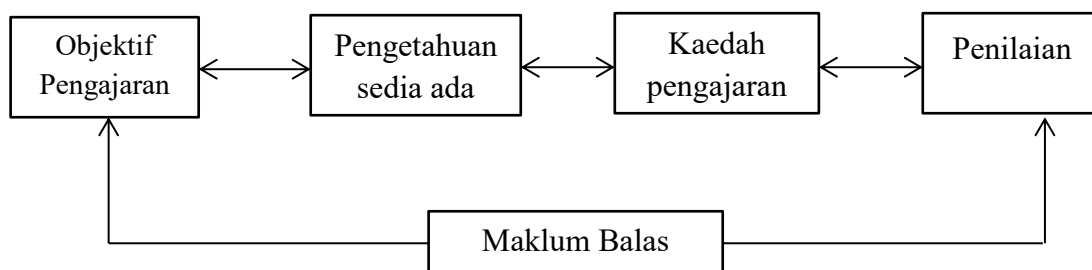 Objektif
Pengajaran
Pengetahuan
sedia ada
Kaedah
pengajaran
Penilaian
Maklum Balas